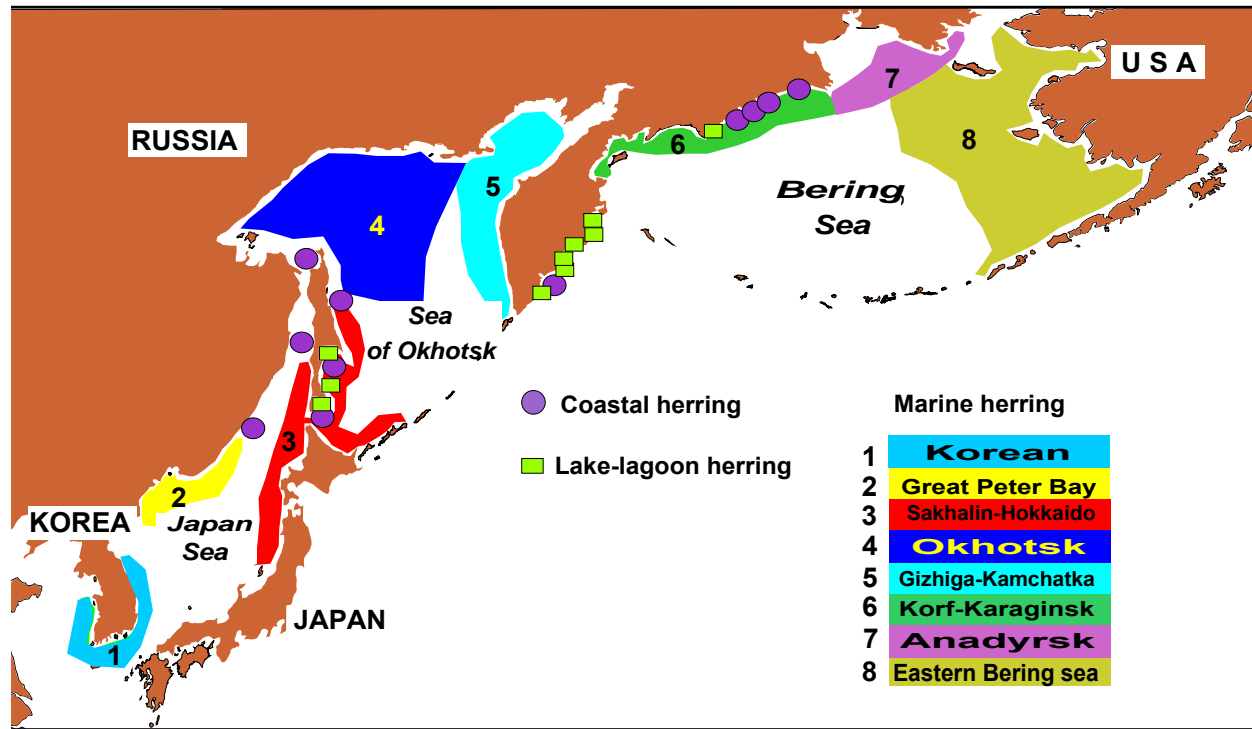 USA
7
RUSSIA
6
8
5
Bering
Sea
4
Sea
of Okhotsk
Coastal herring
Marine herring
3
Lake-lagoon herring
1 Korean
2 Great Peter Bay
3 Sakhalin-Hokkaido
4 Okhotsk
5 Gizhiga-Kamchatka
6 Korf-Karaginsk
7 Anadyrsk
8 Eastern Bering sea
2
KOREA
Japan
Sea
JAPAN
1